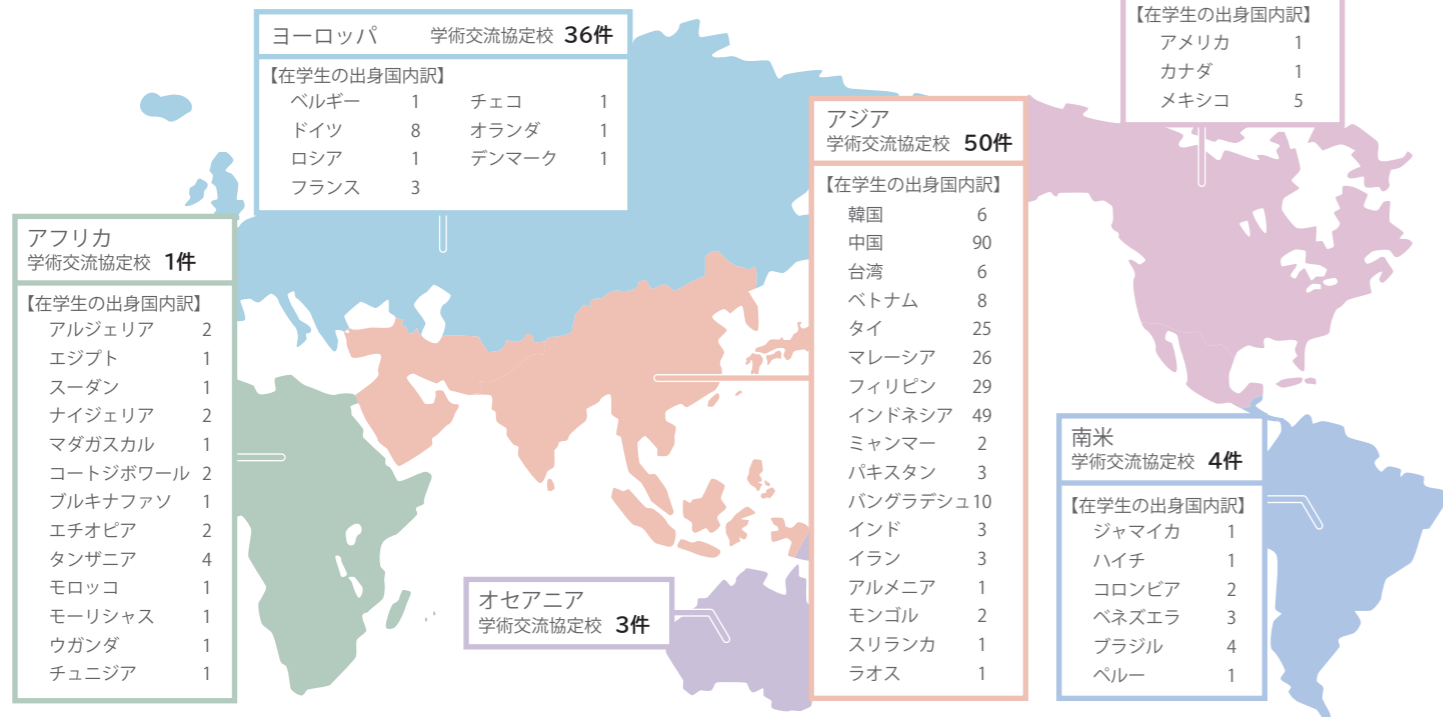 ヨーロッパ 学術交流協定校 36件
【在学生の出身国内訳】
ベルギー 1 チェコ 1
ドイツ 8 オランダ 1
ロシア 1 デンマーク 1
フランス 3
アフリカ
学術交流協定校 1件
【在学生の出身国内訳】
アルジェリア 2
エジプト 1
スーダン 1
ナイジェリア 2
マダガスカル 1
コートジボワール 2
ブルキナファソ 1
エチオピア 2
タンザニア 4
モロッコ 1
モーリシャス 1
ウガンダ 1
チュニジア 1
オセアニア
学術交流協定校 3件
アジア
学術交流協定校 50件
【在学生の出身国内訳】
韓国 6
中国 90
台湾 6
ベトナム 8
タイ 25
マレーシア 26
フィリピン 29
インドネシア 49
ミャンマー 2
パキスタン 3
バングラデシュ 10
インド 3
イラン 3
アルメニア 1
モンゴル 2
スリランカ 1
ラオス 1
【在学生の出身国内訳】
アメリカ 1
カナダ 1
メキシコ 5
南米
学術交流協定校 4件
【在学生の出身国内訳】
ジャマイカ 1
ハイチ 1
コロンビア 2
ベネズエラ 3
ブラジル 4
ペルー 1